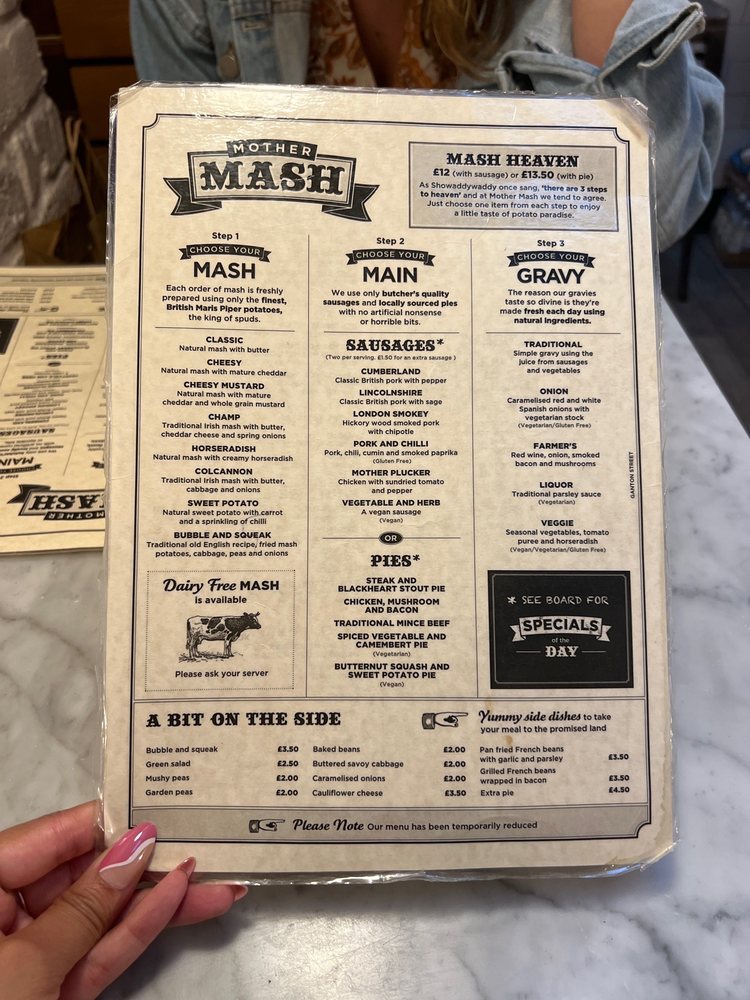 MOTHER
MASH
MASH HEAVEN
£12 (with sausage) or £13.50 (with pie)
As Showaddywaddy once sang, 'there are 3 steps
to heaven' and at Mother Mash we tend to agree.
Just choose one item from each step to enjoy
a little taste of potato paradise.
Step 1
CHOOSE YOUR
MASH
Each order of mash is freshly
prepared using only the finest,
British Maris Piper potatoes,
the king of spuds.
CLASSIC
Natural mash with butter
CHEESY
Natural mash with mature cheddar
CHEESY MUSTARD
Natural mash with mature
cheddar and whole grain mustard
CHAMP
Traditional Irish mash with butter,
cheddar cheese and spring onions
HORSERADISH
Natural mash with creamy horseradish
COLCANNON
Traditional Irish mash with butter,
cabbage and onions
SWEET POTATO
Natural sweet potato with carrot
and a sprinkling of chilli
BUBBLE AND SQUEAK
Traditional old English recipe, fried mash
potatoes, cabbage, peas and onions
Dairy Free MASH
is available
Please ask your server
Step 2
CHOOSE YOUR
MAIN
We use only butcher's quality
sausages and locally sourced pies
with no artificial nonsense
or horrible bits.
SAUSAGES*
(Two per serving. £1.50 for an extra sausage )
CUMBERLAND
Classic British pork with pepper
LINCOLNSHIRE
Classic British pork with sage
LONDON SMOKEY
Hickory wood smoked pork
with chipotle
PORK AND CHILLI
Pork, chili, cumin and smoked paprika
(Gluten Free)
MOTHER PLUCKER
Chicken with sundried tomato
and pepper
VEGETABLE AND HERB
A vegan sausage
(Vegan)
OR
PIES*
STEAK AND
BLACKHEART STOUT PIE
CHICKEN, MUSHROOM
AND BACON
TRADITIONAL MINCE BEEF
SPICED VEGETABLE AND
CAMEMBERT PIE
(Vegetarian)
BUTTERNUT SQUASH AND
SWEET POTATO PIE
(Vegan)
Step 3
CHOOSE YOUR
GRAVY
The reason our gravies
taste so divine is they're
made fresh each day using
natural ingredients.
TRADITIONAL
Simple gravy using the
juice from sausages
and vegetables
ONION
Caramelised red and white
Spanish onions with
vegetarian stock
(Vegetarian/Gluten Free)
FARMER'S
Red wine, onion, smoked
bacon and mushrooms
LIQUOR
Traditional parsley sauce
(Vegetarian)
VEGGIE
Seasonal vegetables, tomato
puree and horseradish
(Vegan/Vegetarian/Gluten Free)
GANTON STREET
* SEE BOARD FOR
SPECIALS
of the
DAY
A BIT ON THE SIDE
Yummy side dishes to take
your meal to the promised land
Bubble and squeak £3.50
Green salad £2.50
Mushy peas £2.00
Garden peas £2.00
Baked beans £2.00
Buttered savoy cabbage £2.00
Caramelised onions £2.00
Cauliflower cheese £3.50
Pan fried French beans
with garlic and parsley £3.50
Grilled French beans
wrapped in bacon £3.50
Extra pie £4.50
Please Note Our menu has been temporarily reduced
MAIN
MOTHER
MASH